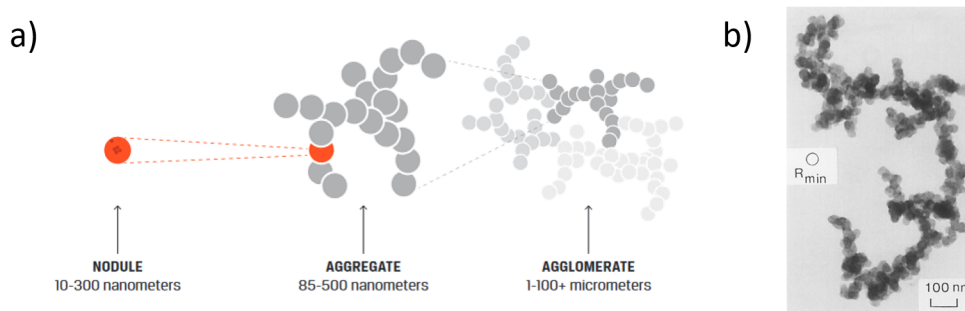 a)
b)
NODULE
10-300 nanometers
AGGREGATE
85-500 nanometers
AGGLOMERATE
1-100+ micrometers
Rmin
100 nm